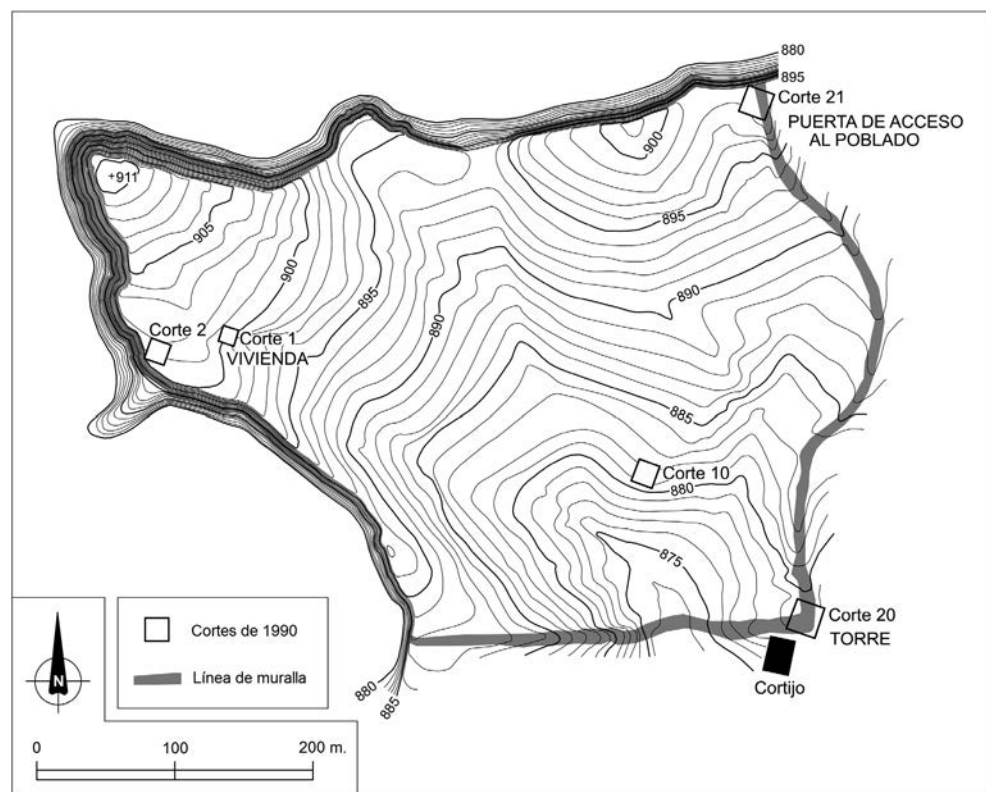 880
895
Corte 21
PUERTA DE ACCESO
AL POBLADO
900
+911
895
905
900
890
895
890
Corte 2
Corte 1
VIVIENDA
885
Corte 10
880
875
Corte 20
TORRE
Cortijo
880
885
Cortes de 1990
Línea de muralla
N
0 100 200 m.